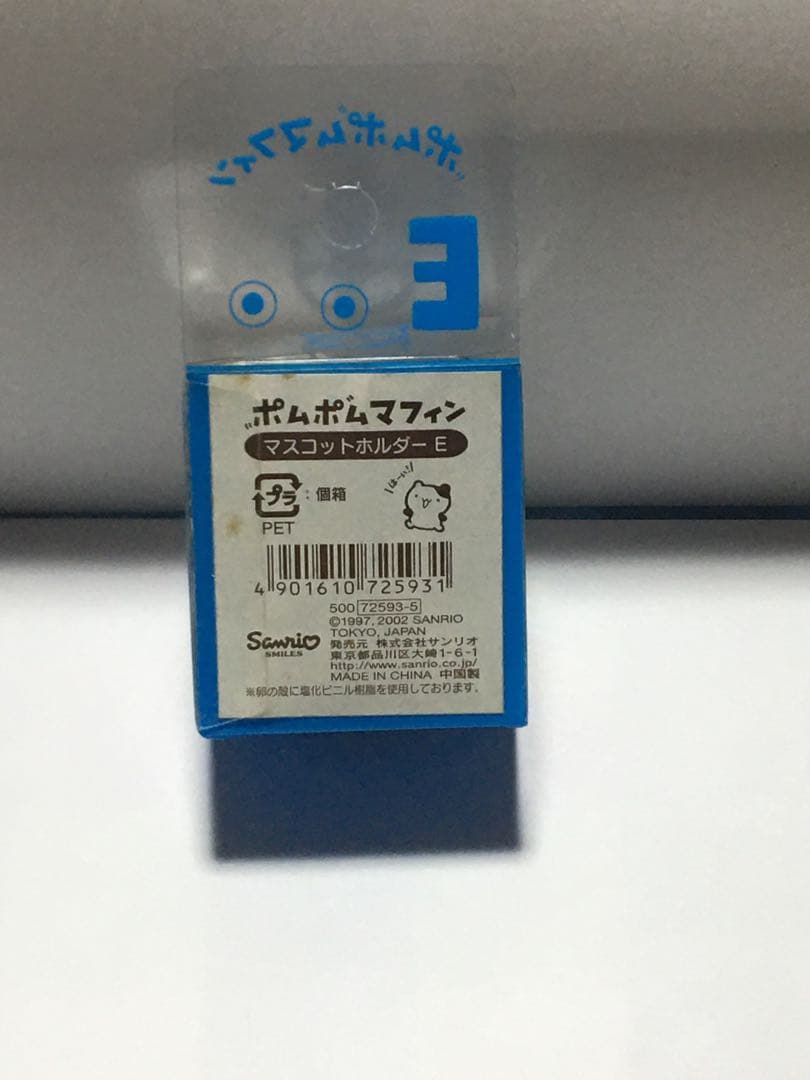 "ポムポムマフィン
E
"ポムポムマフィン
マスコットホルダー E
プラ : 個箱
PET
はーい!
4 901610 725931
500 72593-5
©1997, 2002 SANRIO
TOKYO, JAPAN
Sanrio
SMILES
発売元 株式会社サンリオ
東京都品川区大崎1-6-1
http://www.sanrio.co.jp/
MADE IN CHINA 中国製
※卵の殻に塩化ビニル樹脂を使用しております。